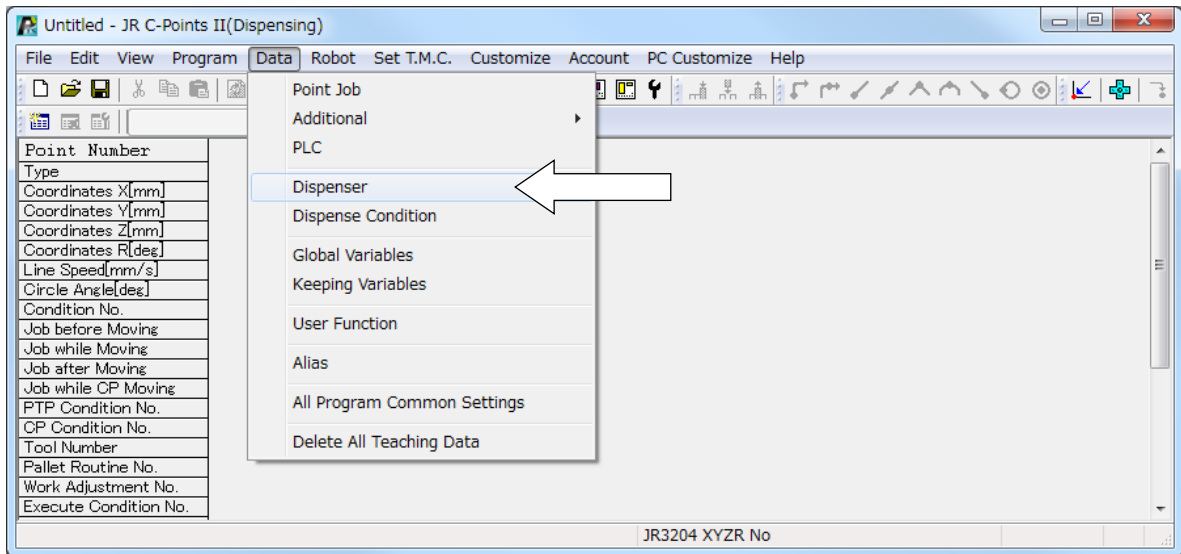 Untitled - JR C-Points II(Dispensing)
File Edit View Program Data Robot Set T.M.C. Customize Account PC Customize Help
Point Job
Additional
PLC
Dispenser
Dispense Condition
Global Variables
Keeping Variables
User Function
Alias
All Program Common Settings
Delete All Teaching Data
Point Number
Type
Coordinates X[mm]
Coordinates Y[mm]
Coordinates Z[mm]
Coordinates R[deg]
Line Speed[mm/s]
Circle Angle[deg]
Condition No.
Job before Moving
Job while Moving
Job after Moving
Job while CP Moving
PTP Condition No.
CP Condition No.
Tool Number
Pallet Routine No.
Work Adjustment No.
Execute Condition No.
JR3204 XYZR No